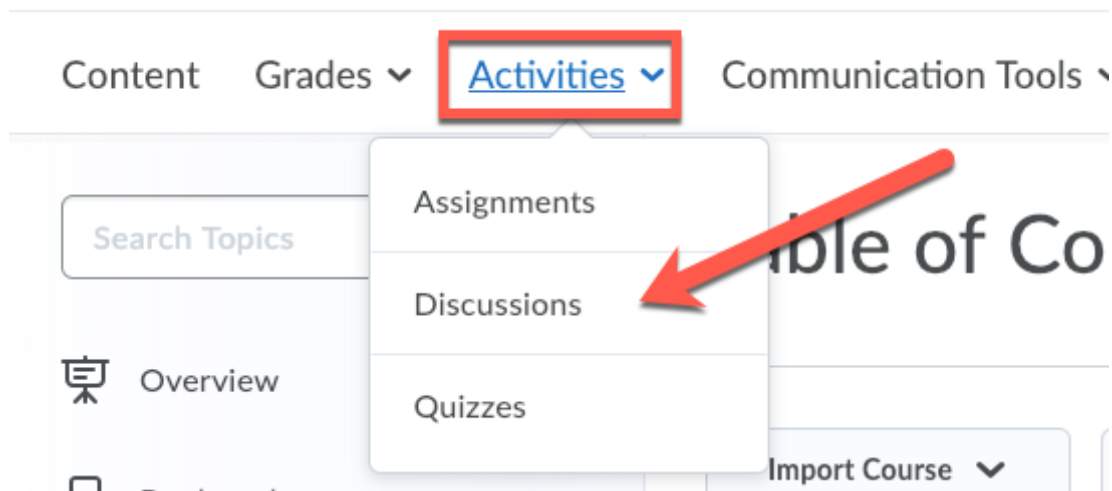 Content Grades Activities Communication Tools
Assignments
Search Topics
ble of Co
Discussions
Overview
Quizzes
Import Course